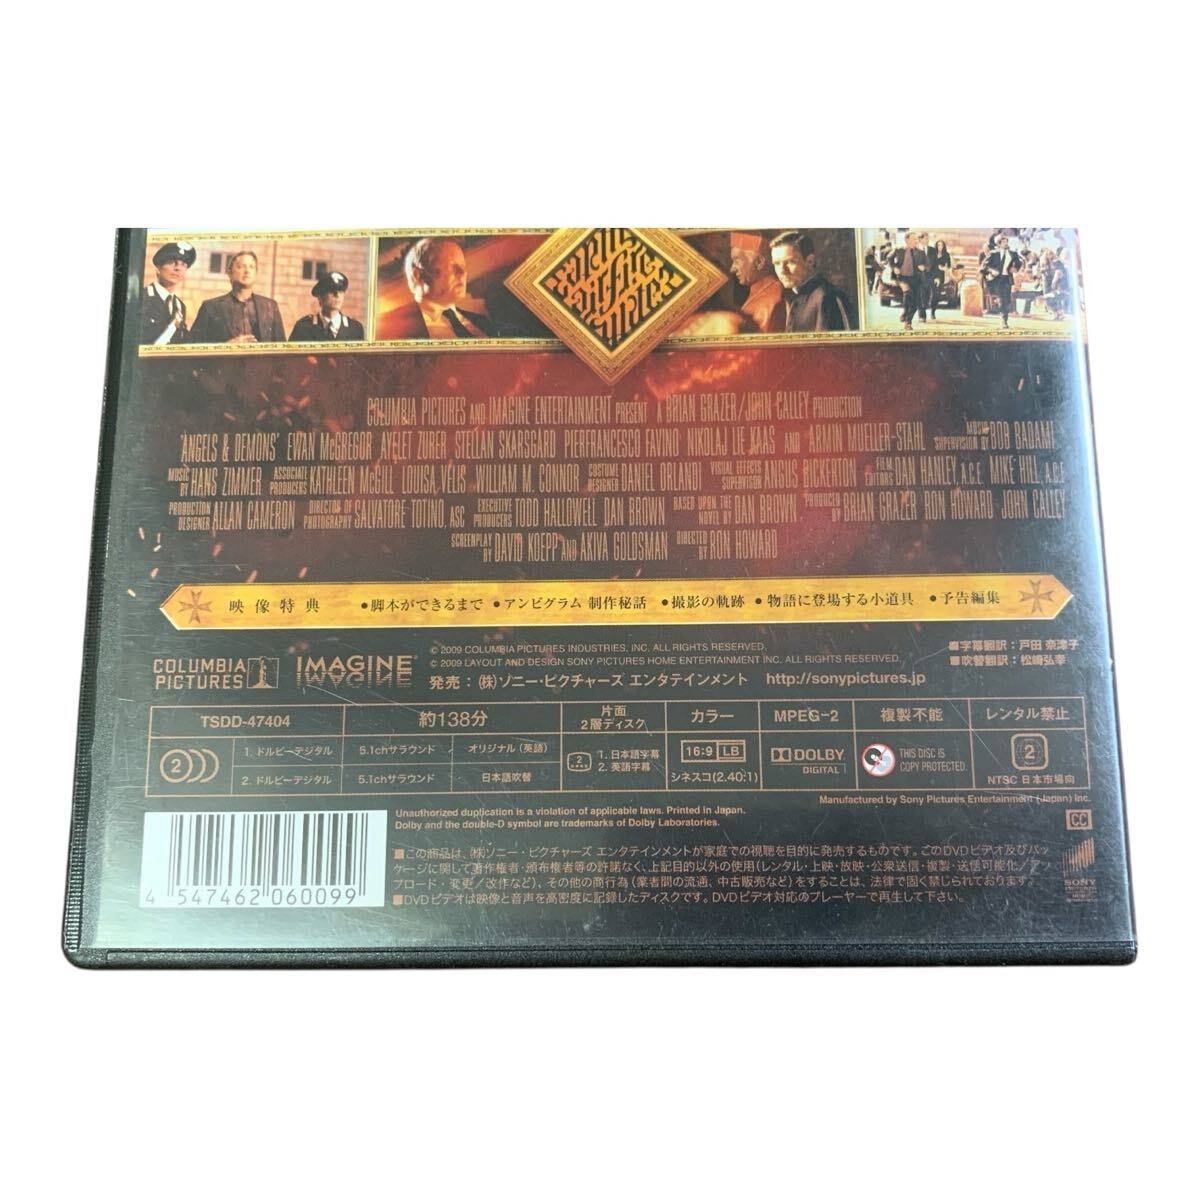 COLUMBIA PICTURES AND IMAGINE ENTERTAINMENT PRESENT A BRIAN GRAZER/JOHN CALLEY PRODUCTION
"ANGELS & DEMONS" EWAN McGREGOR AYELET ZURER STELLAN SKARSGARD PIERFRANCESCO FAVINO NIKOLAJ LIE KAAS AND ARMIN MUELLER-STAHL MUSIC SUPERVISION BY BOB BADAMI
MUSIC BY HANS ZIMMER ASSOCIATE PRODUCERS KATHLEEN McGILL LOUISA VELIS WILLIAM M. CONNOR COSTUME DESIGNER DANIEL ORLANDI VISUAL EFFECTS SUPERVISOR ANGUS BICKERTON FILM EDITORS DAN HANLEY, A.C.E. MIKE HILL, A.C.E.
PRODUCTION DESIGNER ALLAN CAMERON DIRECTOR OF PHOTOGRAPHY SALVATORE TOTINO, ASC EXECUTIVE PRODUCERS TODD HALLOWELL DAN BROWN BASED UPON THE NOVEL BY DAN BROWN PRODUCED BY BRIAN GRAZER RON HOWARD JOHN CALLEY
SCREENPLAY BY DAVID KOEPP AND AKIVA GOLDSMAN DIRECTED BY RON HOWARD
映像特典 ●脚本ができるまで ●アンビグラム 制作秘話 ●撮影の軌跡 ●物語に登場する小道具 ●予告編集
COLUMBIA PICTURES
IMAGINE
© 2009 COLUMBIA PICTURES INDUSTRIES, INC. ALL RIGHTS RESERVED.
© 2009 LAYOUT AND DESIGN SONY PICTURES HOME ENTERTAINMENT INC. ALL RIGHTS RESERVED.
発売：(株)ソニー・ピクチャーズ エンタテインメント http://sonypictures.jp
■字幕翻訳：戸田 奈津子
■吹替翻訳：松崎弘幸
TSDD-47404 約138分 片面2層ディスク カラー MPEG-2 複製不能 レンタル禁止
2 1. ドルビーデジタル 5.1chサラウンド オリジナル(英語)
2. ドルビーデジタル 5.1chサラウンド 日本語吹替
2 1. 日本語字幕
2. 英語字幕
16:9 LB
シネスコ(2.40:1)
DOLBY DIGITAL
THIS DISC IS COPY PROTECTED
2
NTSC 日本市場向
Manufactured by Sony Pictures Entertainment (Japan) Inc.
Unauthorized duplication is a violation of applicable laws. Printed in Japan.
Dolby and the double-D symbol are trademarks of Dolby Laboratories.
CC
■この商品は、(株)ソニー・ピクチャーズ エンタテインメントが家庭での視聴を目的に発売するものです。このDVDビデオ及びパッ
ケージに関して著作権者・頒布権者等の許諾なく、上記目的以外の使用(レンタル・上映・放映・公衆送信・複製・送信可能化／アッ
プロード・変更／改作など)、その他の商行為(業者間の流通、中古販売など)をすることは、法律で固く禁じられております。
■DVDビデオは映像と音声を高密度に記録したディスクです。DVDビデオ対応のプレーヤーで再生して下さい。
SONY
4 547462 060099